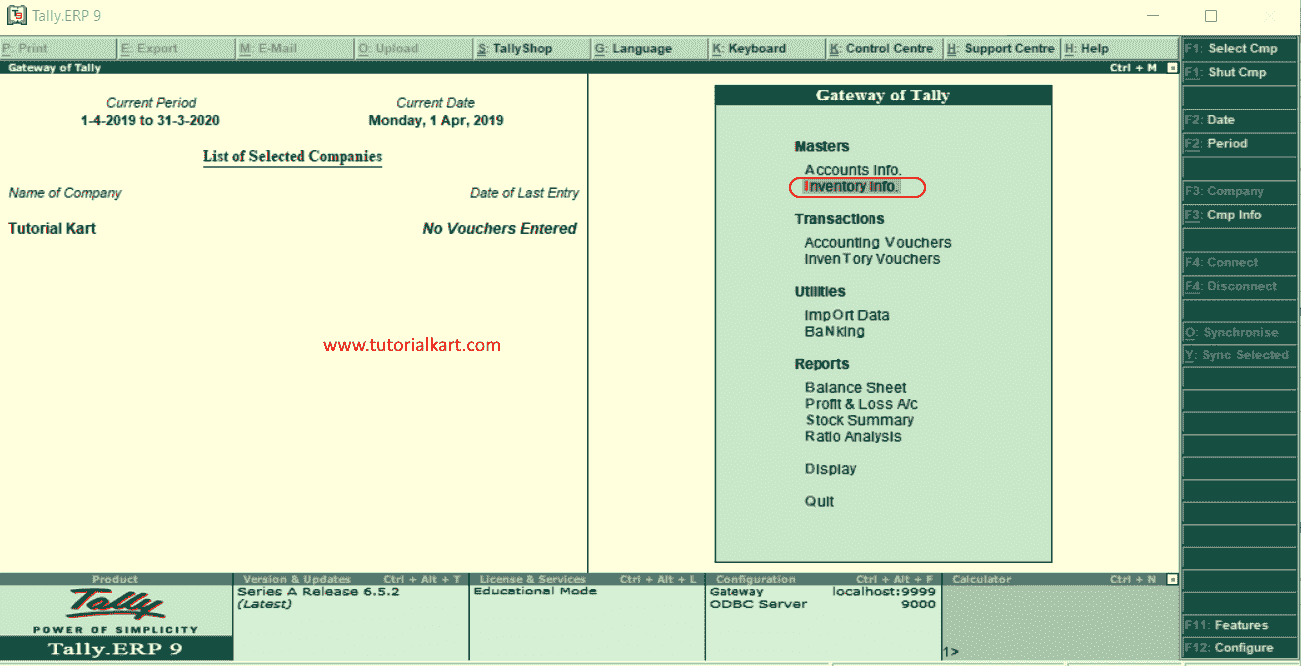 Tally.ERP 9
P: Print E: Export M: E-Mail O: Upload S: TallyShop G: Language K: Keyboard K: Control Centre H: Support Centre H: Help
Gateway of Tally Ctrl + M
Current Period Current Date
1-4-2019 to 31-3-2020 Monday, 1 Apr, 2019
List of Selected Companies
Name of Company Date of Last Entry
Tutorial Kart No Vouchers Entered
www.tutorialkart.com
Gateway of Tally
Masters
Accounts Info.
Inventory Info.
Transactions
Accounting Vouchers
InvenTory Vouchers
Utilities
ImpOrt Data
BaNking
Reports
Balance Sheet
Profit & Loss A/c
Stock Summary
Ratio Analysis
Display
Quit
F1: Select Cmp
F1: Shut Cmp
F2: Date
F2: Period
F3: Company
F3: Cmp Info
F4: Connect
F4: Disconnect
O: Synchronise
Y: Sync Selected
F11: Features
F12: Configure
Product
Tally
POWER OF SIMPLICITY
Tally.ERP 9
Version & Updates Ctrl + Alt + T
Series A Release 6.5.2
(Latest)
License & Services Ctrl + Alt + L
Educational Mode
Configuration Ctrl + Alt + F
Gateway localhost:9999
ODBC Server 9000
Calculator Ctrl + N
1>